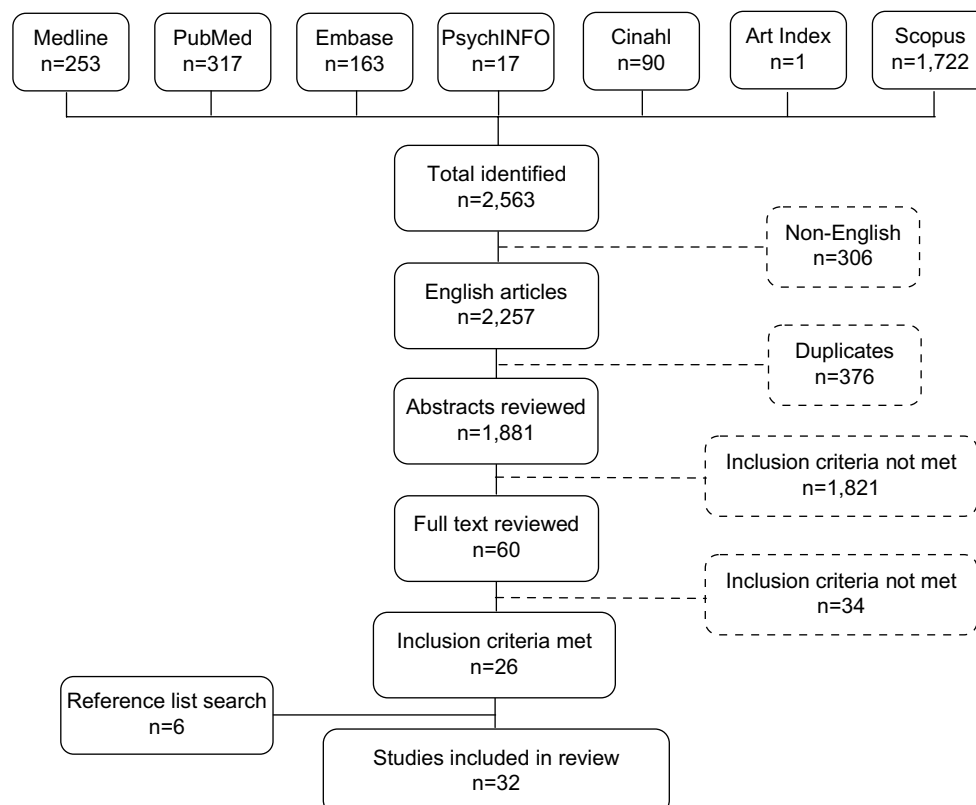 Medline
n=253
PubMed
n=317
Embase
n=163
PsychINFO
n=17
Cinahl
n=90
Art Index
n=1
Scopus
n=1,722
Total identified
n=2,563
Non-English
n=306
English articles
n=2,257
Duplicates
n=376
Abstracts reviewed
n=1,881
Inclusion criteria not met
n=1,821
Full text reviewed
n=60
Inclusion criteria not met
n=34
Inclusion criteria met
n=26
Reference list search
n=6
Studies included in review
n=32